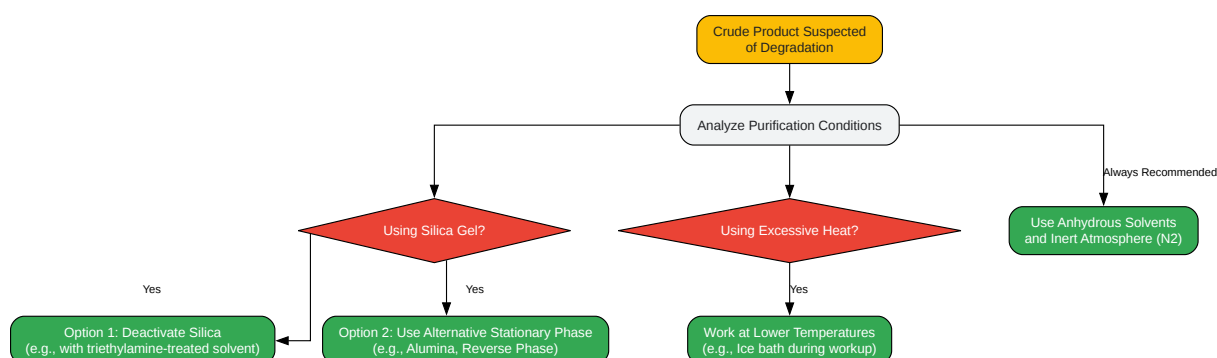 Crude Product Suspected
of Degradation
Analyze Purification Conditions
Always Recommended
Using Silica Gel?
Using Excessive Heat?
Use Anhydrous Solvents
and Inert Atmosphere (N2)
Yes
Yes
Yes
Option 1: Deactivate Silica
(e.g., with triethylamine-treated solvent)
Option 2: Use Alternative Stationary Phase
(e.g., Alumina, Reverse Phase)
Work at Lower Temperatures
(e.g., Ice bath during workup)